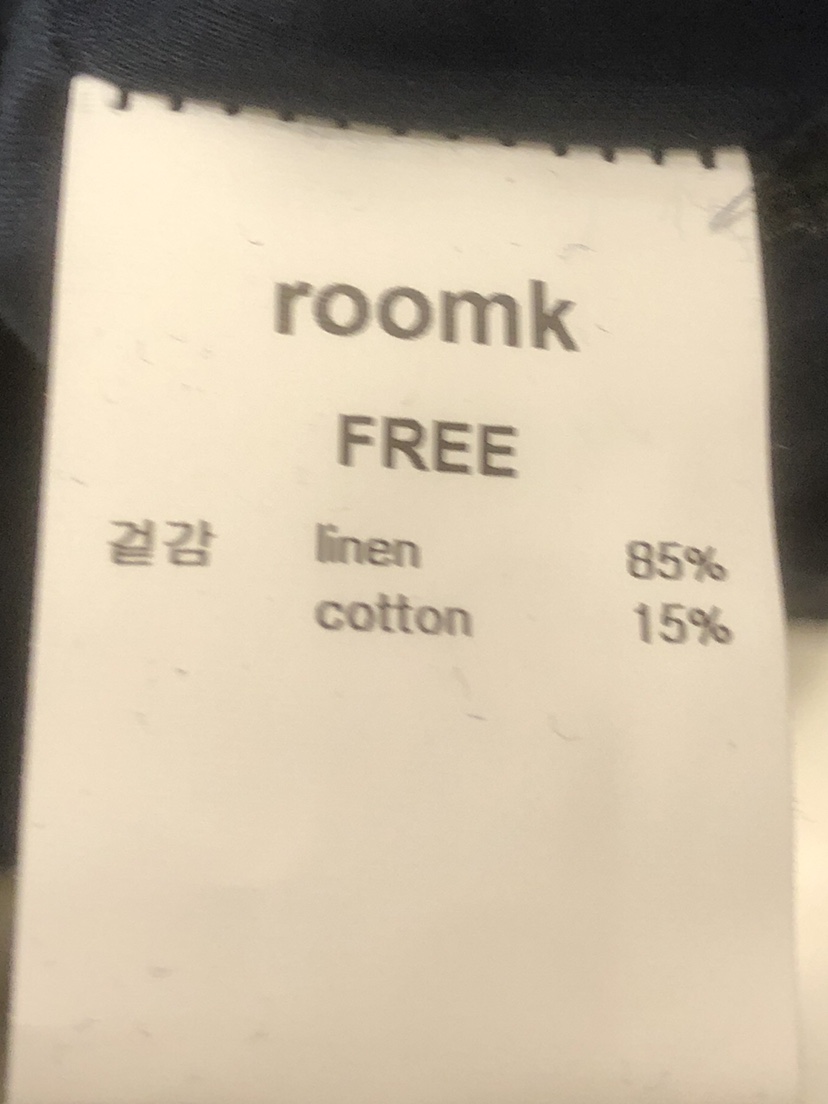 roomk
FREE
겉감 linen 85%
cotton 15%